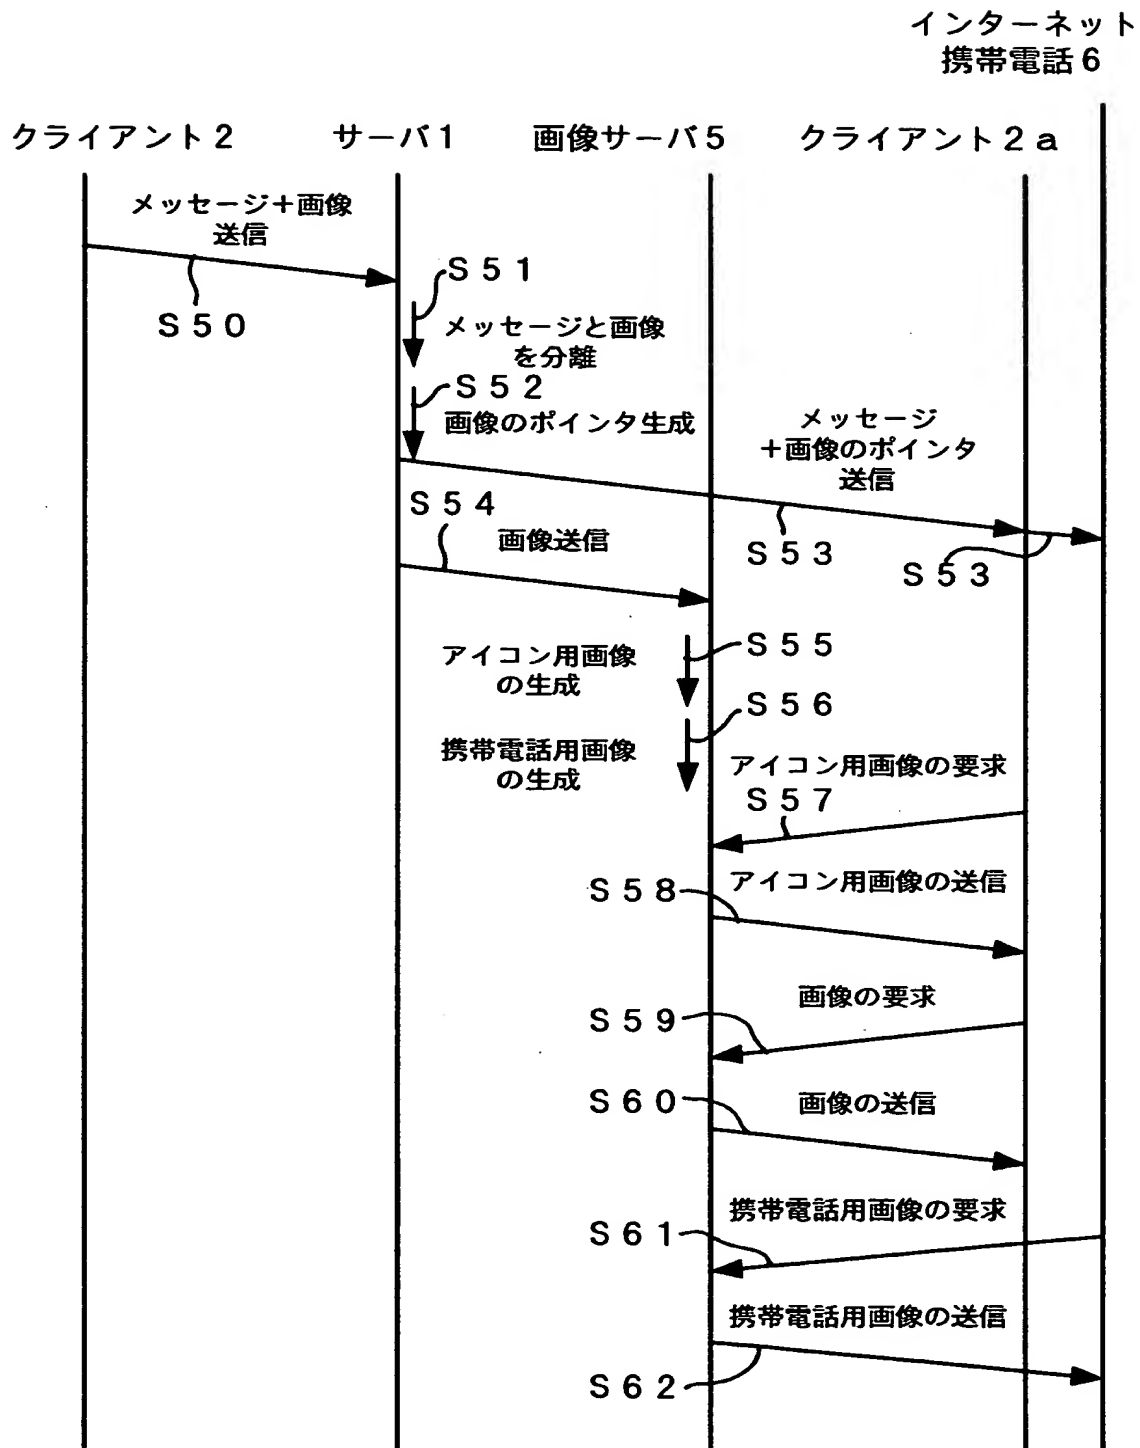 インターネット
携帯電話6
クライアント2
サーバ1
画像サーバ5
クライアント2a
メッセージ+画像
送信
S50
S51
メッセージと画像
を分離
S52
画像のポインタ生成
メッセージ
+画像のポインタ
送信
S53
S53
S54
画像送信
アイコン用画像
の生成
S55
携帯電話用画像
の生成
S56
アイコン用画像の要求
S57
アイコン用画像の送信
S58
画像の要求
S59
画像の送信
S60
携帯電話用画像の要求
S61
携帯電話用画像の送信
S62